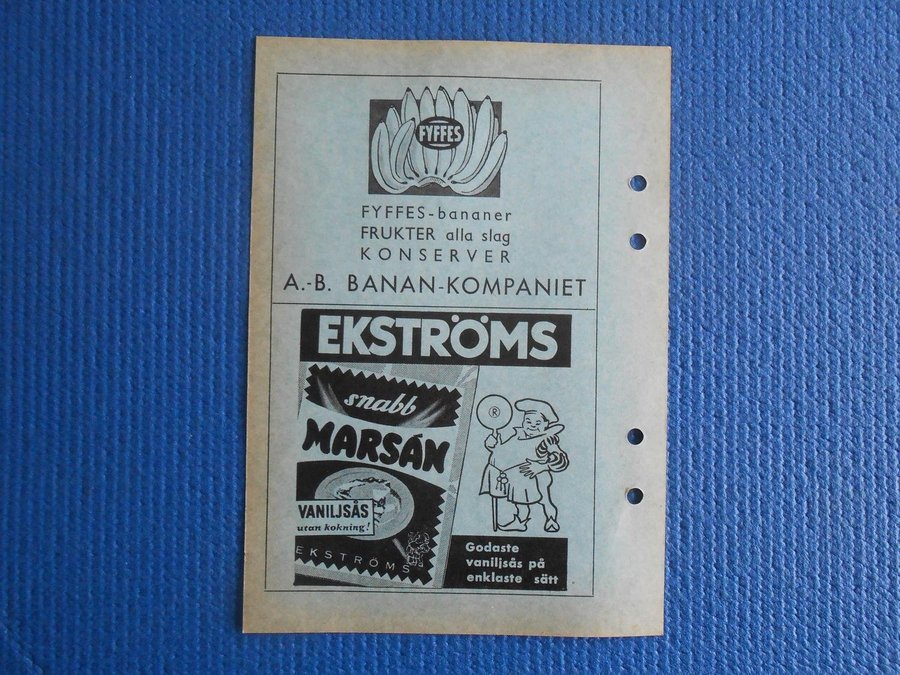 FYFFES
FYFFES-bananer
FRUKTER alla slag
KONSERVER
A.-B. BANAN-KOMPANIET
EKSTRÖMS
snabb
MARSÅN
VANILJSÅS
utan kokning!
EKSTRÖMS
®
Godaste
vaniljsås på
enklaste sätt